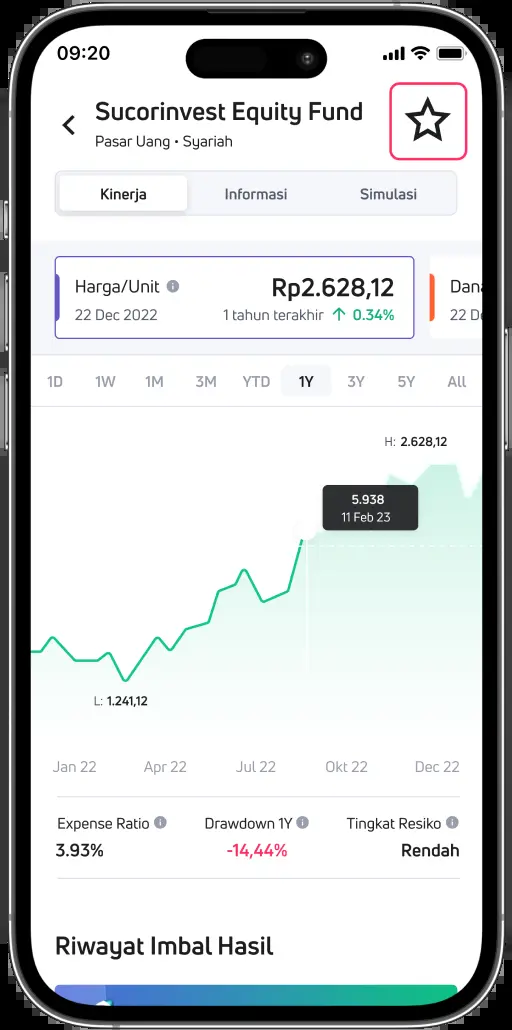 09:20
Sucorinvest Equity Fund
Pasar Uang • Syariah
Kinerja Informasi Simulasi
Harga/Unit Rp2.628,12
22 Dec 2022 1 tahun terakhir ↑ 0.34%
22
1D 1W 1M 3M YTD 1Y 3Y 5Y All
H: 2.628,12
5.938
11 Feb 23
L: 1.241,12
Jan 22 Apr 22 Jul 22 Okt 22 Dec 22
Expense Ratio Drawdown 1Y Tingkat Resiko
3.93% -14,44% Rendah
Riwayat Imbal Hasil